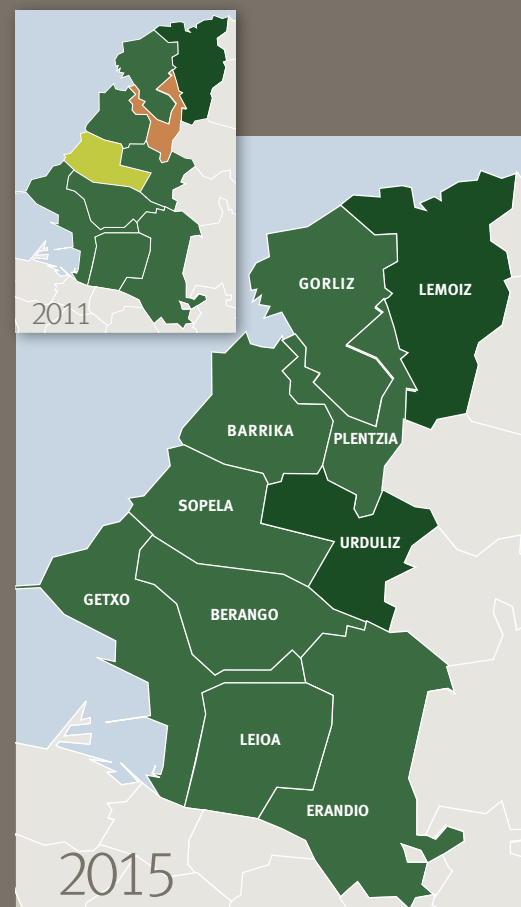 2011
GORLIZ
LEMOIZ
BARRIKA
PLENTZIA
SOPELA
URDULIZ
GETXO
BERANGO
LEIOA
ERANDIO
2015